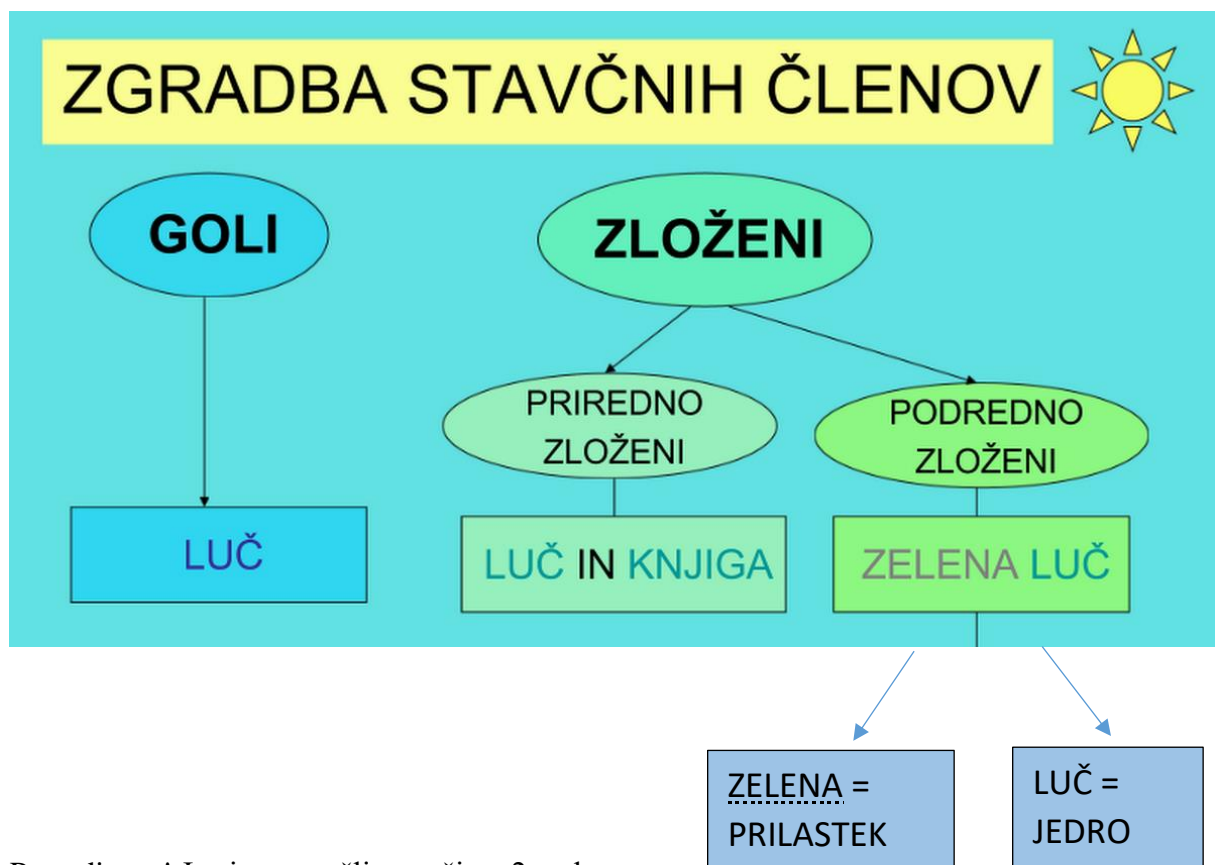 ZGRADBA STAVČNIH ČLENOV
GOLI
ZLOŽENI
PRIREDNO
ZLOŽENI
PODREDNO
ZLOŽENI
LUČ
LUČ IN KNJIGA
ZELENA LUČ
ZELENA =
PRILASTEK
LUČ =
JEDRO